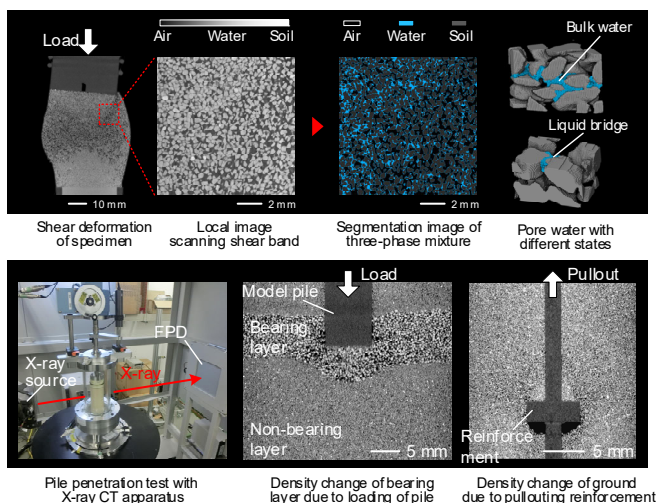 Load
Air Water Soil
10 mm
2 mm
Air Water Soil
2 mm
Bulk water
Liquid bridge
Shear deformation
of specimen
Local image
scanning shear band
Segmentation image of
three-phase mixture
Pore water with
different states
FPD
X-ray
source
X-ray
Load
Model pile
Bearing
layer
Non-bearing
layer
5 mm
Pullout
Reinforce
ment
5 mm
Pile penetration test with
X-ray CT apparatus
Density change of bearing
layer due to loading of pile
Density change of ground
due to pullouting reinforcement